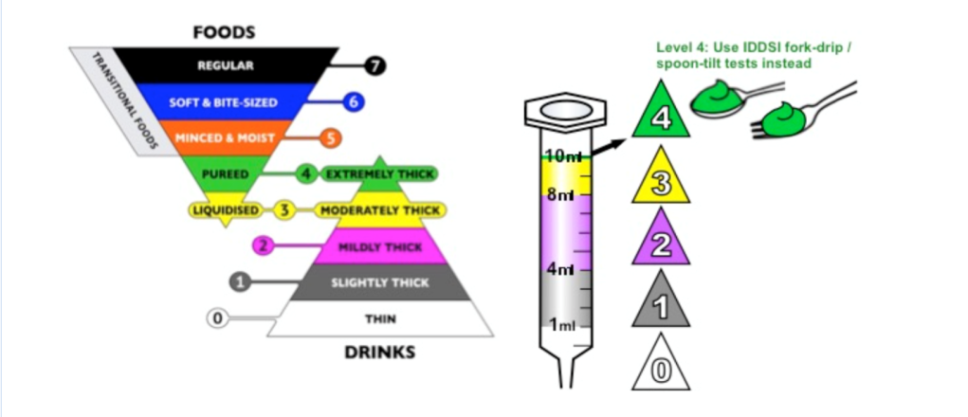 FOODS
TRANSITIONAL FOODS
REGULAR
7
SOFT & BITE-SIZED
6
MINCED & MOIST
5
PUREED
4
EXTREMELY THICK
LIQUIDISED
3
MODERATELY THICK
2
MILDLY THICK
1
SLIGHTLY THICK
0
THIN
DRINKS
Level 4: Use IDDSI fork-drip /
spoon-tilt tests instead
10ml
8ml
4ml
1ml
4
3
2
1
0